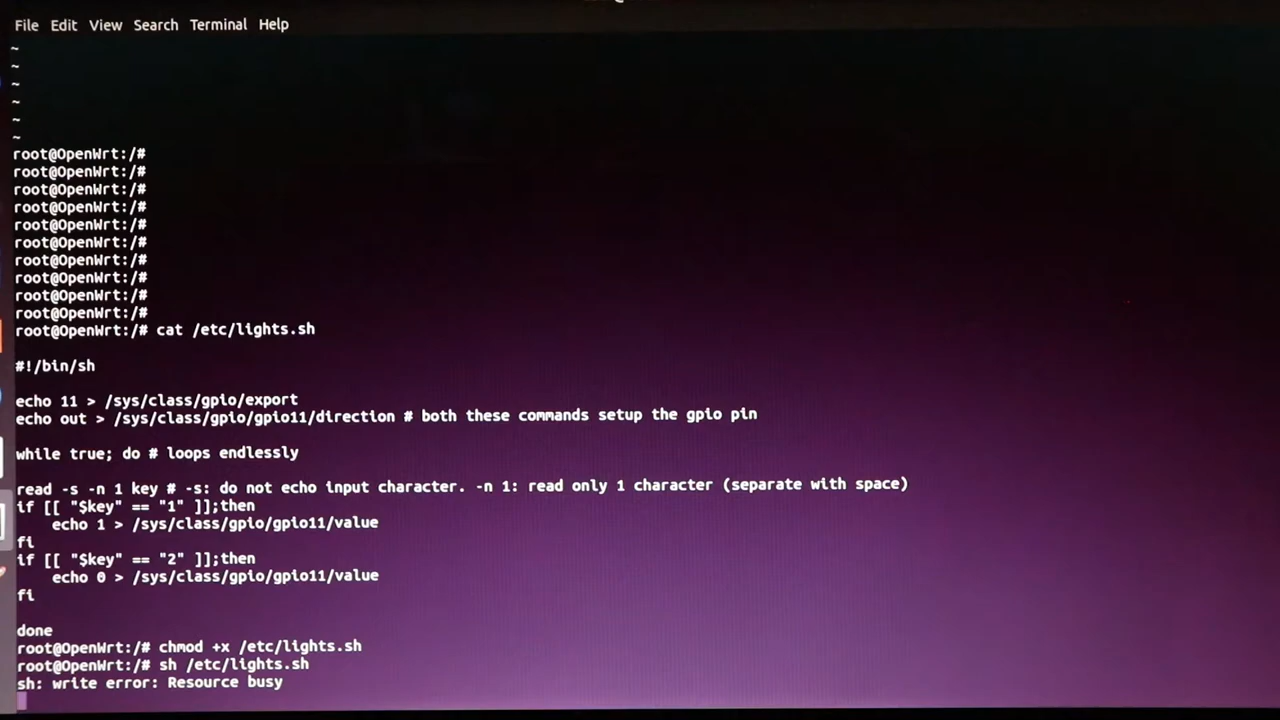 File Edit View Search Terminal Help
~
~
~
~
~
~
root@OpenWrt:/#
root@OpenWrt:/#
root@OpenWrt:/#
root@OpenWrt:/#
root@OpenWrt:/#
root@OpenWrt:/#
root@OpenWrt:/#
root@OpenWrt:/#
root@OpenWrt:/#
root@OpenWrt:/#
root@OpenWrt:/# cat /etc/lights.sh
#!/bin/sh
echo 11 > /sys/class/gpio/export
echo out > /sys/class/gpio/gpio11/direction # both these commands setup the gpio pin
while true; do # loops endlessly
read -s -n 1 key # -s: do not echo input character. -n 1: read only 1 character (separate with space)
if [[ "$key" == "1" ]];then
    echo 1 > /sys/class/gpio/gpio11/value
fi
if [[ "$key" == "2" ]];then
    echo 0 > /sys/class/gpio/gpio11/value
fi
done
root@OpenWrt:/# chmod +x /etc/lights.sh
root@OpenWrt:/# sh /etc/lights.sh
sh: write error: Resource busy